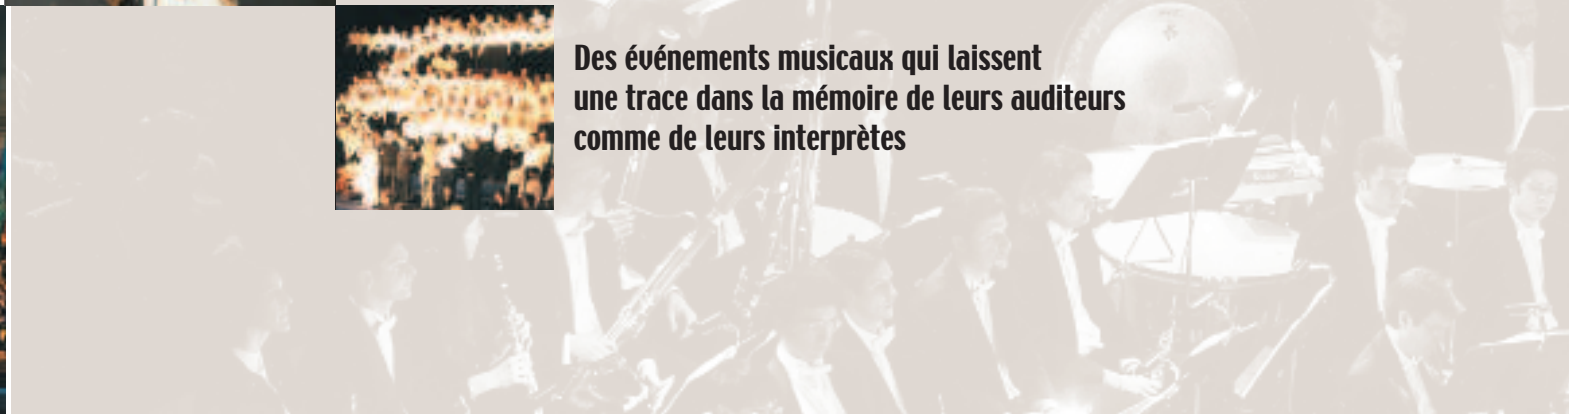 Des événements musicaux qui laissent
une trace dans la mémoire de leurs auditeurs
comme de leurs interprètes